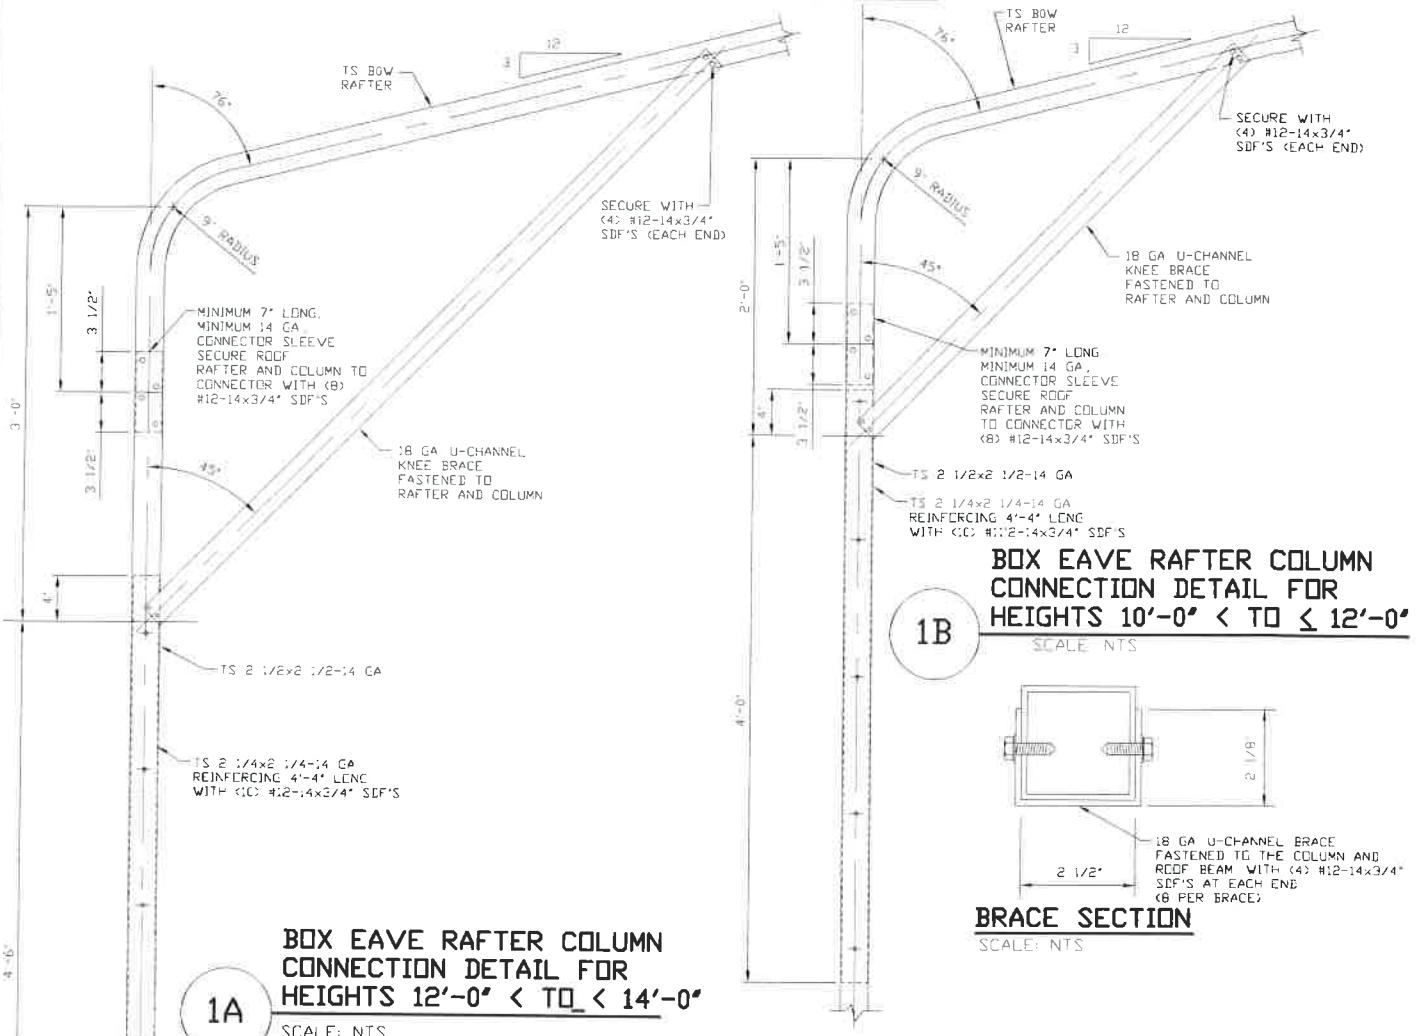 12
3
TS BOW
RAFTER
76°
9" RADIUS
SECURE WITH
(4) #12-14x3/4"
SDF'S (EACH END)
1'-5"
3 1/2"
3'-0"
MINIMUM 7" LONG,
MINIMUM 14 GA
CONNECTOR SLEEVE
SECURE ROOF
RAFTER AND COLUMN TO
CONNECTOR WITH (8)
#12-14x3/4" SDF'S
3 1/2"
45°
18 GA U-CHANNEL
KNEE BRACE
FASTENED TO
RAFTER AND COLUMN
4"
TS 2 1/2x2 1/2-14 GA
TS 2 1/4x2 1/4-14 GA
REINFORCING 4'-4" LONG
WITH (10) #12-14x3/4" SDF'S
BOX EAVE RAFTER COLUMN
CONNECTION DETAIL FOR
HEIGHTS 12'-0" < TO < 14'-0"
1A
SCALE: NTS
TS BOW
RAFTER
12
3
76°
SECURE WITH
(4) #12-14x3/4"
SDF'S (EACH END)
9" RADIUS
1'-5"
3 1/2"
2'-0"
45°
18 GA U-CHANNEL
KNEE BRACE
FASTENED TO
RAFTER AND COLUMN
MINIMUM 7" LONG
MINIMUM 14 GA,
CONNECTOR SLEEVE
SECURE ROOF
RAFTER AND COLUMN
TO CONNECTOR WITH
(8) #12-14x3/4" SDF'S
4"
3 1/2"
TS 2 1/2x2 1/2-14 GA
TS 2 1/4x2 1/4-14 GA
REINFORCING 4'-4" LONG
WITH (10) #12-14x3/4" SDF'S
4'-0"
BOX EAVE RAFTER COLUMN
CONNECTION DETAIL FOR
HEIGHTS 10'-0" < TO ≤ 12'-0"
1B
SCALE NTS
2 1/8"
2 1/2"
18 GA U-CHANNEL BRACE
FASTENED TO THE COLUMN AND
ROOF BEAM WITH (4) #12-14x3/4"
SDF'S AT EACH END
(8 PER BRACE)
BRACE SECTION
SCALE: NTS